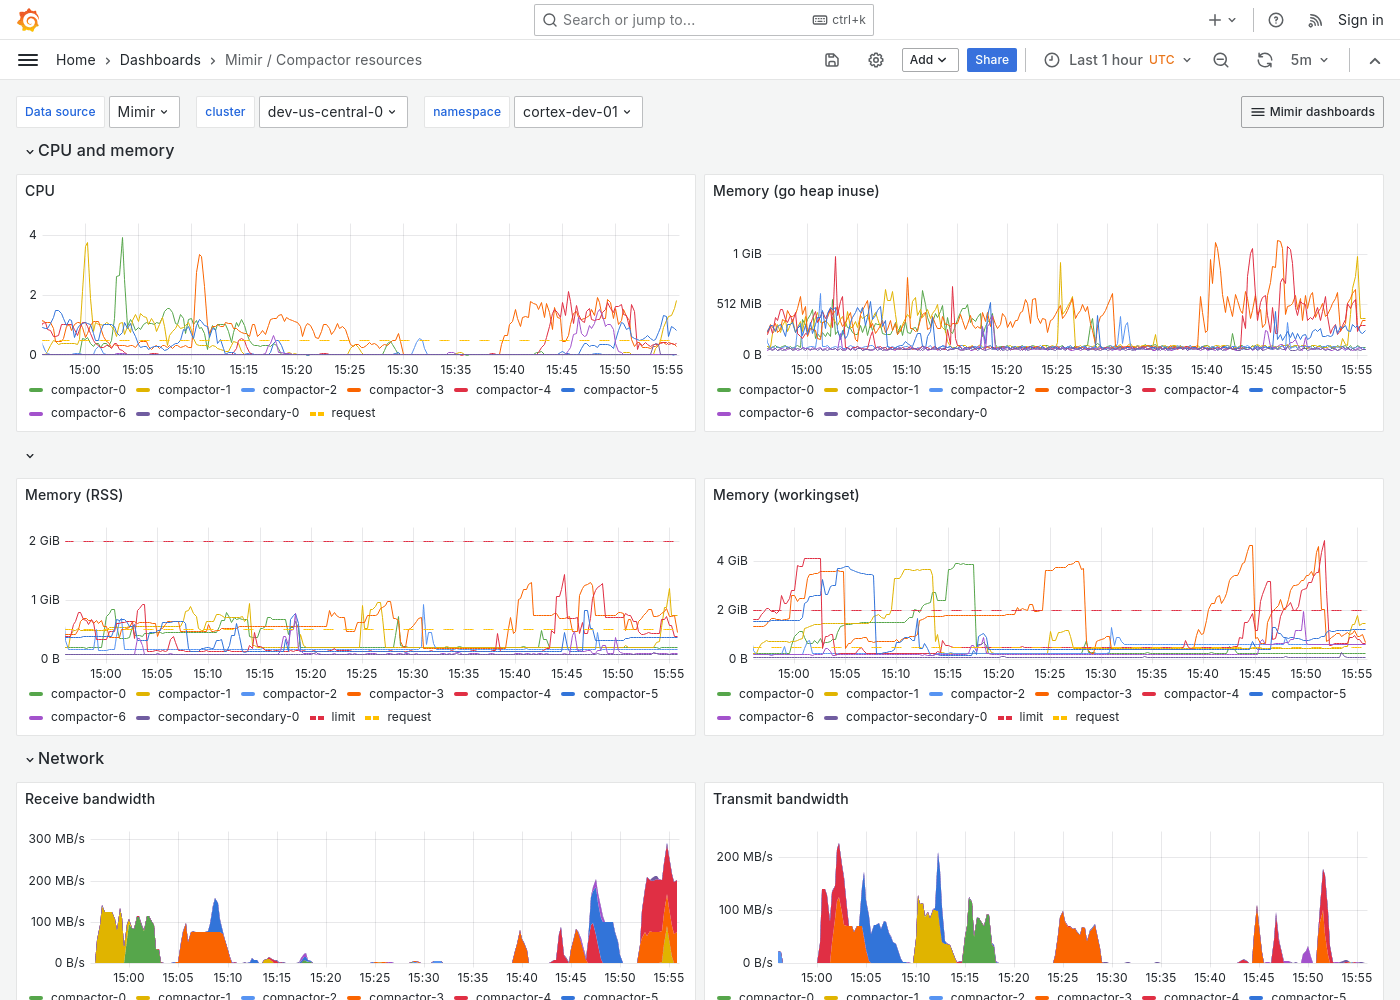 Search or jump to...
ctrl+k
Sign in
Home › Dashboards › Mimir / Compactor resources
Add
Share
Last 1 hour UTC
5m
Data source Mimir
cluster dev-us-central-0
namespace cortex-dev-01
Mimir dashboards
CPU and memory
CPU
4
2
0
15:00 15:05 15:10 15:15 15:20 15:25 15:30 15:35 15:40 15:45 15:50 15:55
compactor-0 compactor-1 compactor-2 compactor-3 compactor-4 compactor-5
compactor-6 compactor-secondary-0 request
Memory (go heap inuse)
1 GiB
512 MiB
0 B
15:00 15:05 15:10 15:15 15:20 15:25 15:30 15:35 15:40 15:45 15:50 15:55
compactor-0 compactor-1 compactor-2 compactor-3 compactor-4 compactor-5
compactor-6 compactor-secondary-0
Memory (RSS)
2 GiB
1 GiB
0 B
15:00 15:05 15:10 15:15 15:20 15:25 15:30 15:35 15:40 15:45 15:50 15:55
compactor-0 compactor-1 compactor-2 compactor-3 compactor-4 compactor-5
compactor-6 compactor-secondary-0 limit request
Memory (workingset)
4 GiB
2 GiB
0 B
15:00 15:05 15:10 15:15 15:20 15:25 15:30 15:35 15:40 15:45 15:50 15:55
compactor-0 compactor-1 compactor-2 compactor-3 compactor-4 compactor-5
compactor-6 compactor-secondary-0 limit request
Network
Receive bandwidth
300 MB/s
200 MB/s
100 MB/s
0 B/s
15:00 15:05 15:10 15:15 15:20 15:25 15:30 15:35 15:40 15:45 15:50 15:55
compactor-0 compactor-1 compactor-2 compactor-3 compactor-4 compactor-5
Transmit bandwidth
200 MB/s
100 MB/s
0 B/s
15:00 15:05 15:10 15:15 15:20 15:25 15:30 15:35 15:40 15:45 15:50 15:55
compactor-0 compactor-1 compactor-2 compactor-3 compactor-4 compactor-5